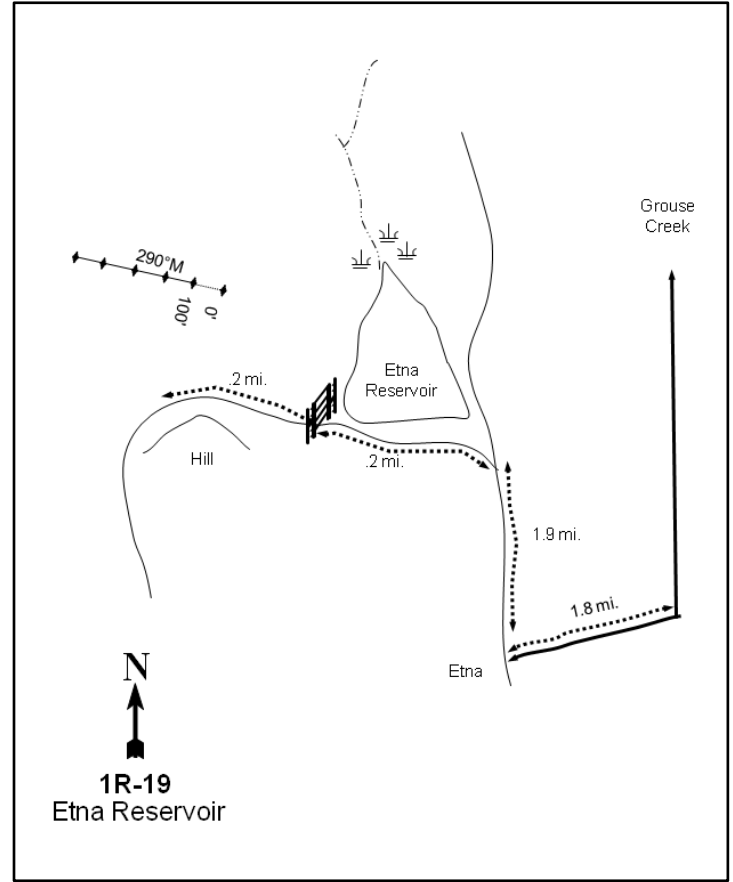 Grouse
Creek
290°M
0'
100'
Etna
Reservoir
.2 mi.
Hill
.2 mi.
1.9 mi.
1.8 mi.
Etna
N
1R-19
Etna Reservoir